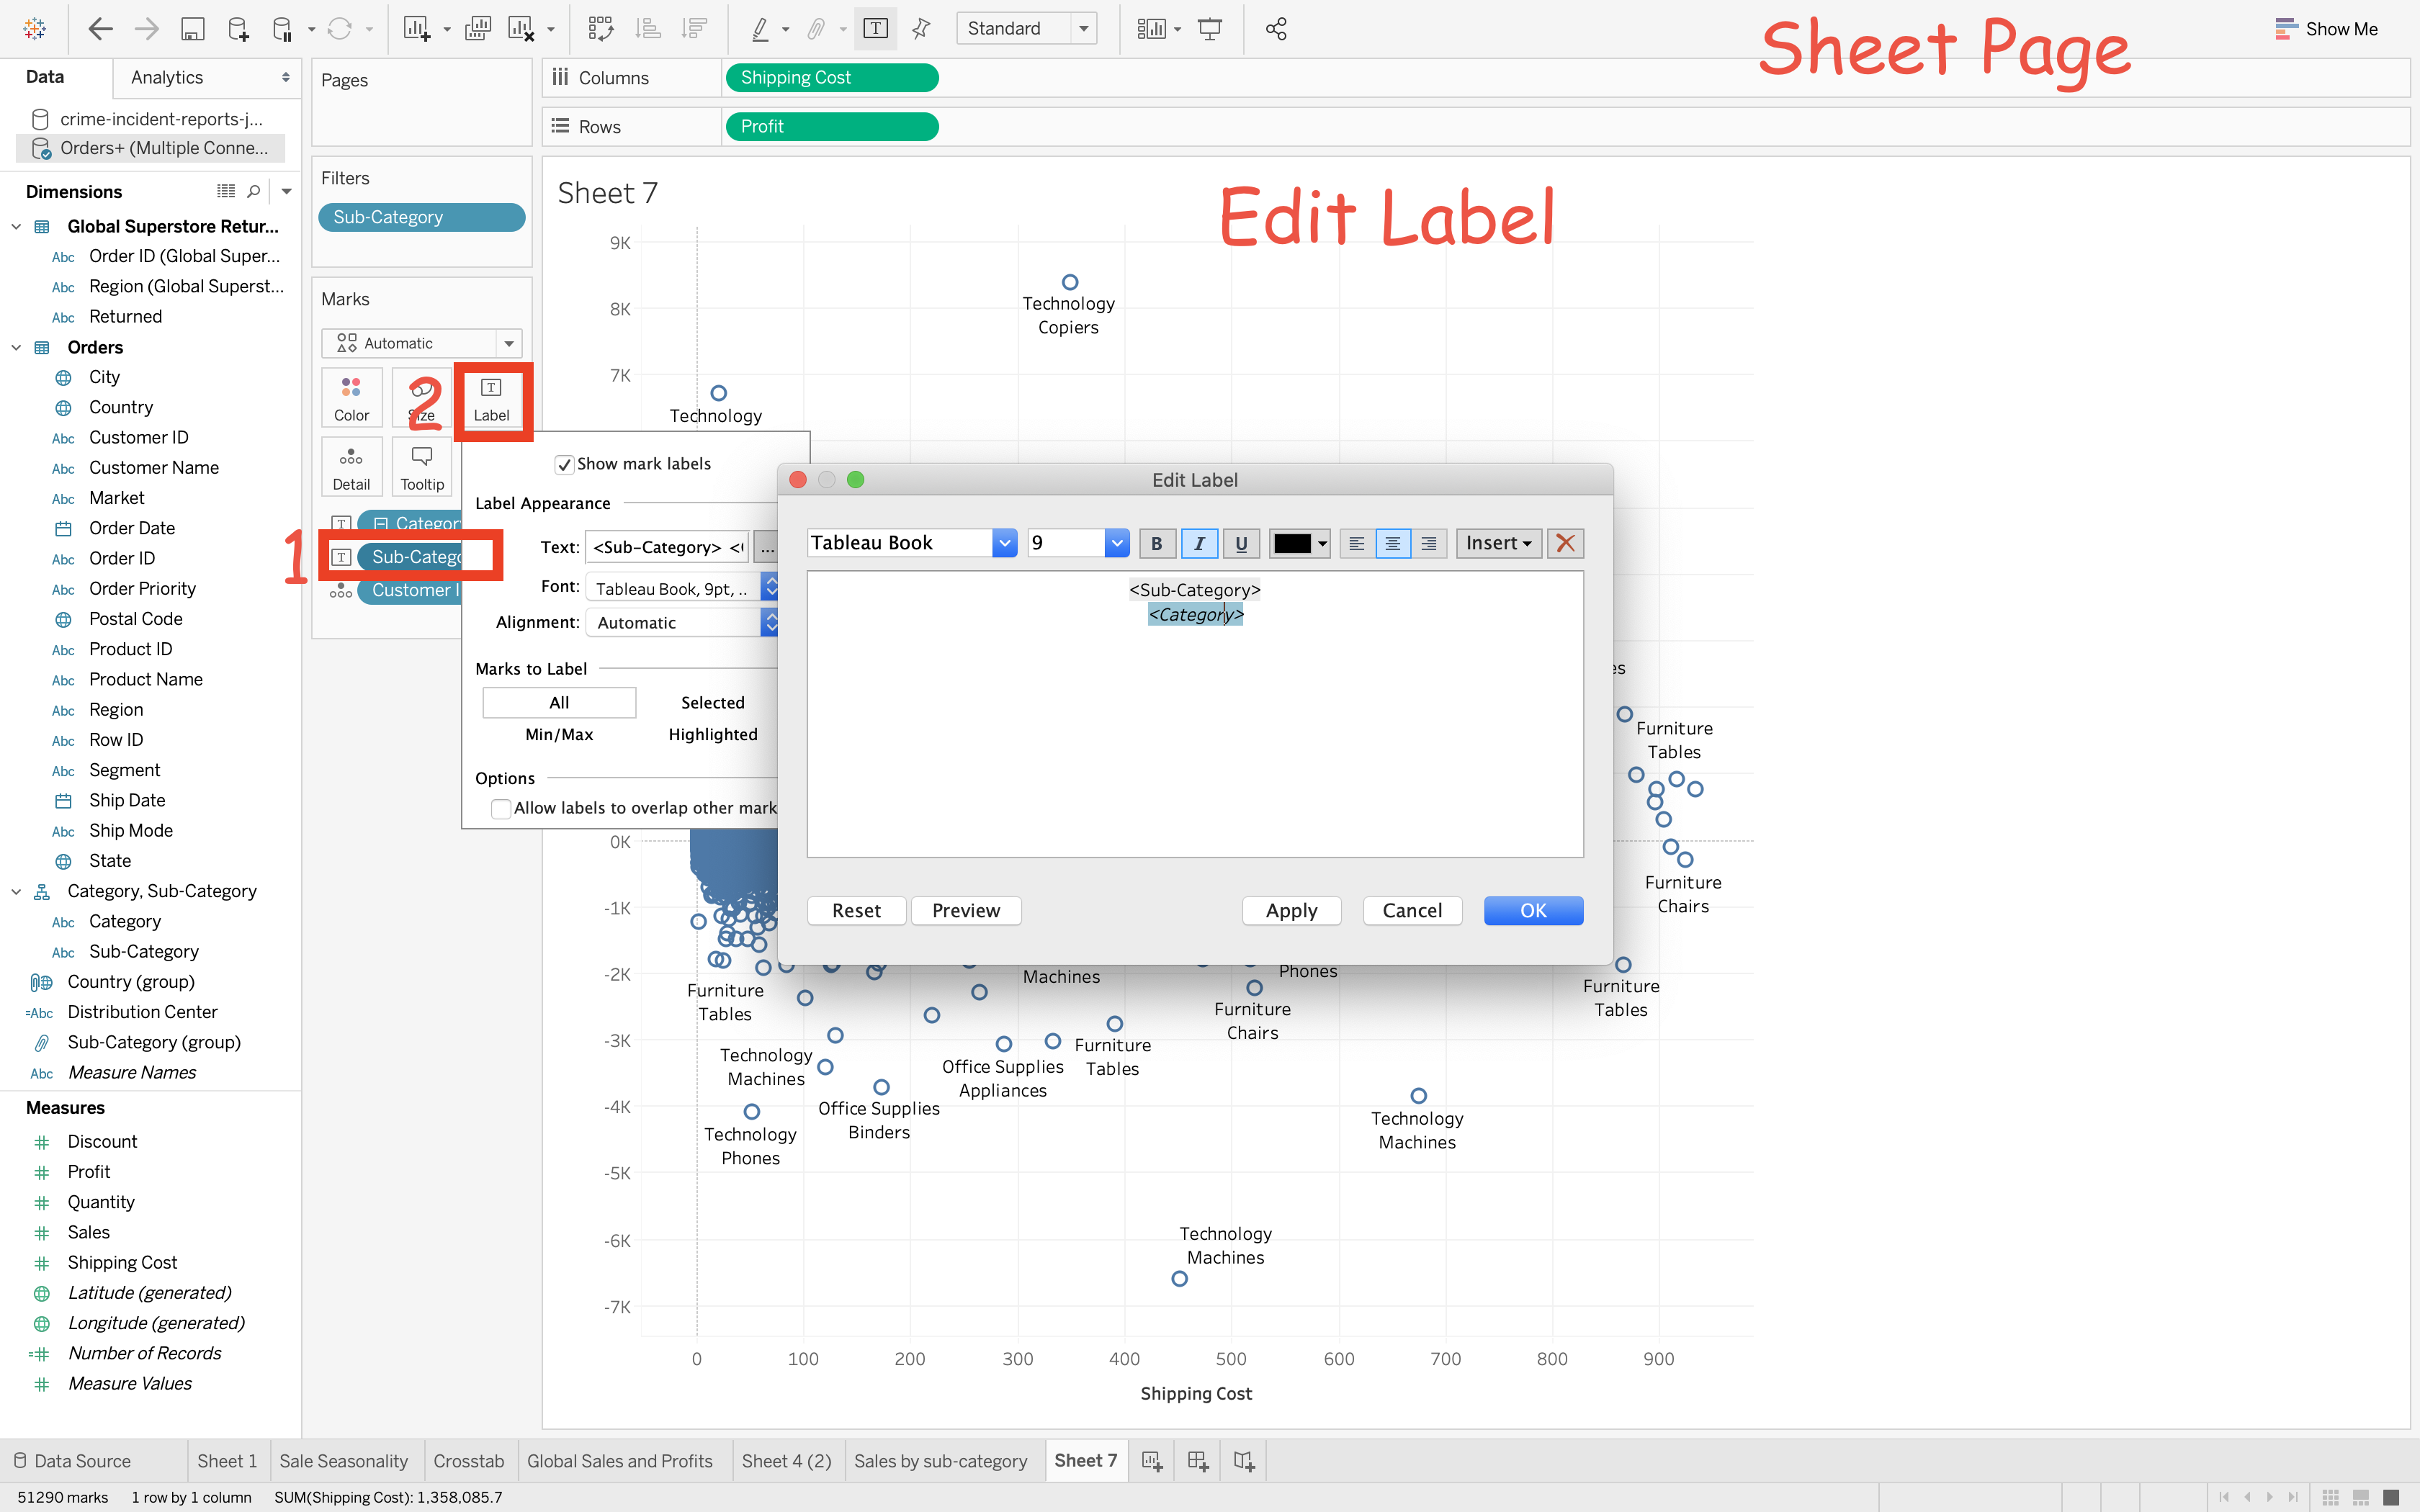 Standard
Show Me
Sheet Page
Data
Analytics
Pages
Columns
Shipping Cost
Rows
Profit
crime-incident-reports-j...
Orders+ (Multiple Conne...
Filters
Sub-Category
Sheet 7
Edit Label
Dimensions
Global Superstore Retur...
Abc Order ID (Global Super...
Abc Region (Global Superst...
Abc Returned
Orders
City
Country
Abc Customer ID
Abc Customer Name
Abc Market
Order Date
Abc Order ID
Abc Order Priority
Postal Code
Abc Product ID
Abc Product Name
Abc Region
Abc Row ID
Abc Segment
Ship Date
Abc Ship Mode
State
Category, Sub-Category
Abc Category
Abc Sub-Category
Country (group)
=Abc Distribution Center
Sub-Category (group)
Abc Measure Names
Measures
Discount
Profit
Quantity
Sales
Shipping Cost
Latitude (generated)
Longitude (generated)
=# Number of Records
Measure Values
Marks
Automatic
Color
2
Size
T
Label
Detail
Tooltip
T Categor
1
T Sub-Catego
Customer I
Show mark labels
Label Appearance
Text: <Sub-Category> <( ...
Font: Tableau Book, 9pt, ..
Alignment: Automatic
Marks to Label
All
Selected
Min/Max
Highlighted
Options
Allow labels to overlap other mark
Edit Label
Tableau Book
9
B I U
Insert
<Sub-Category>
<Category>
Reset
Preview
Apply
Cancel
OK
9K
8K
7K
0K
-1K
-2K
-3K
-4K
-5K
-6K
-7K
Technology
Copiers
Technology
es
Furniture
Tables
Furniture
Chairs
Furniture
Tables
Machines
Phones
Furniture
Tables
Furniture
Chairs
Technology
Machines
Office Supplies
Appliances
Furniture
Tables
Office Supplies
Binders
Technology
Phones
Technology
Machines
Technology
Machines
0 100 200 300 400 500 600 700 800 900
Shipping Cost
Data Source
Sheet 1
Sale Seasonality
Crosstab
Global Sales and Profits
Sheet 4 (2)
Sales by sub-category
Sheet 7
51290 marks
1 row by 1 column
SUM(Shipping Cost): 1,358,085.7